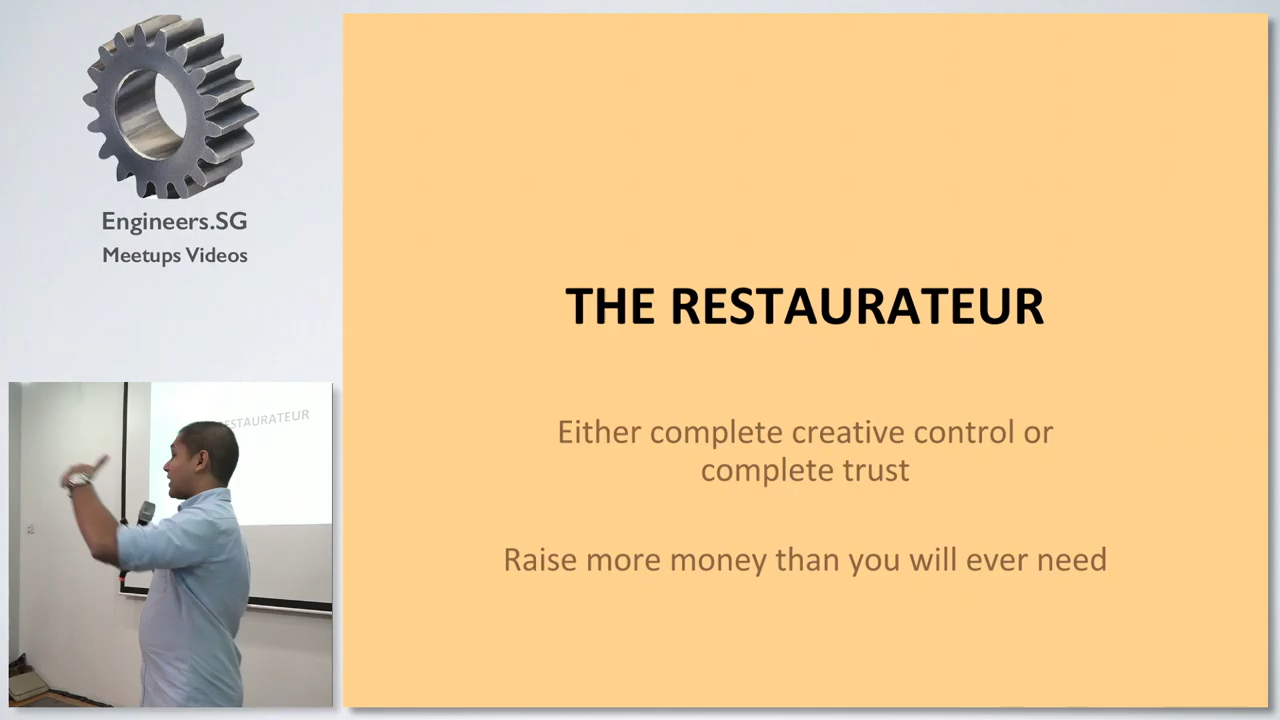 Engineers.SG
Meetups Videos
THE RESTAURATEUR
Either complete creative control or
complete trust
Raise more money than you will ever need
RESTAURATEUR